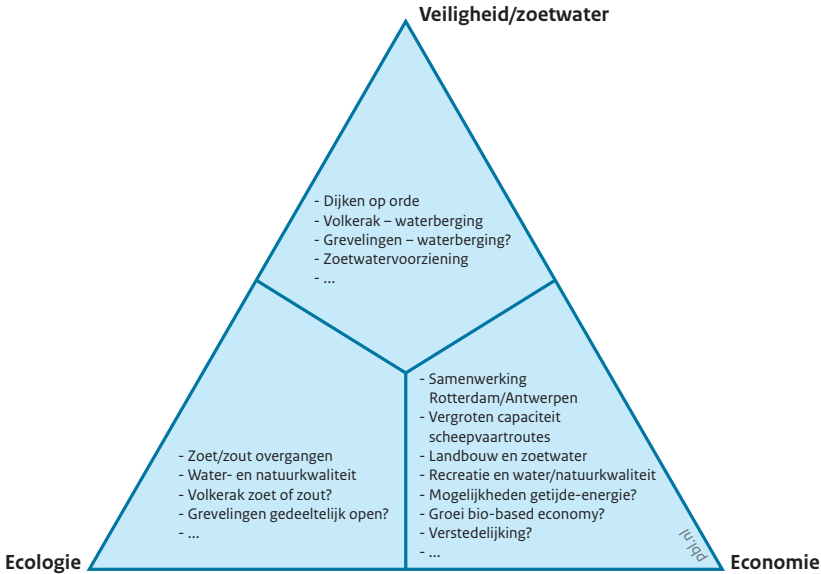 Veiligheid/zoetwater
- Dijken op orde
- Volkerak – waterberging
- Grevelingen – waterberging?
- Zoetwatervoorziening
- ...
- Zoet/zout overgangen
- Water- en natuurkwaliteit
- Volkerak zoet of zout?
- Grevelingen gedeeltelijk open?
- ...
- Samenwerking
Rotterdam/Antwerpen
- Vergroten capaciteit
scheepvaartroutes
- Landbouw en zoetwater
- Recreatie en water/natuurkwaliteit
- Mogelijkheden getijde-energie?
- Groei bio-based economy?
- Verstedelijking?
- ...
pbl.nl
Ecologie
Economie